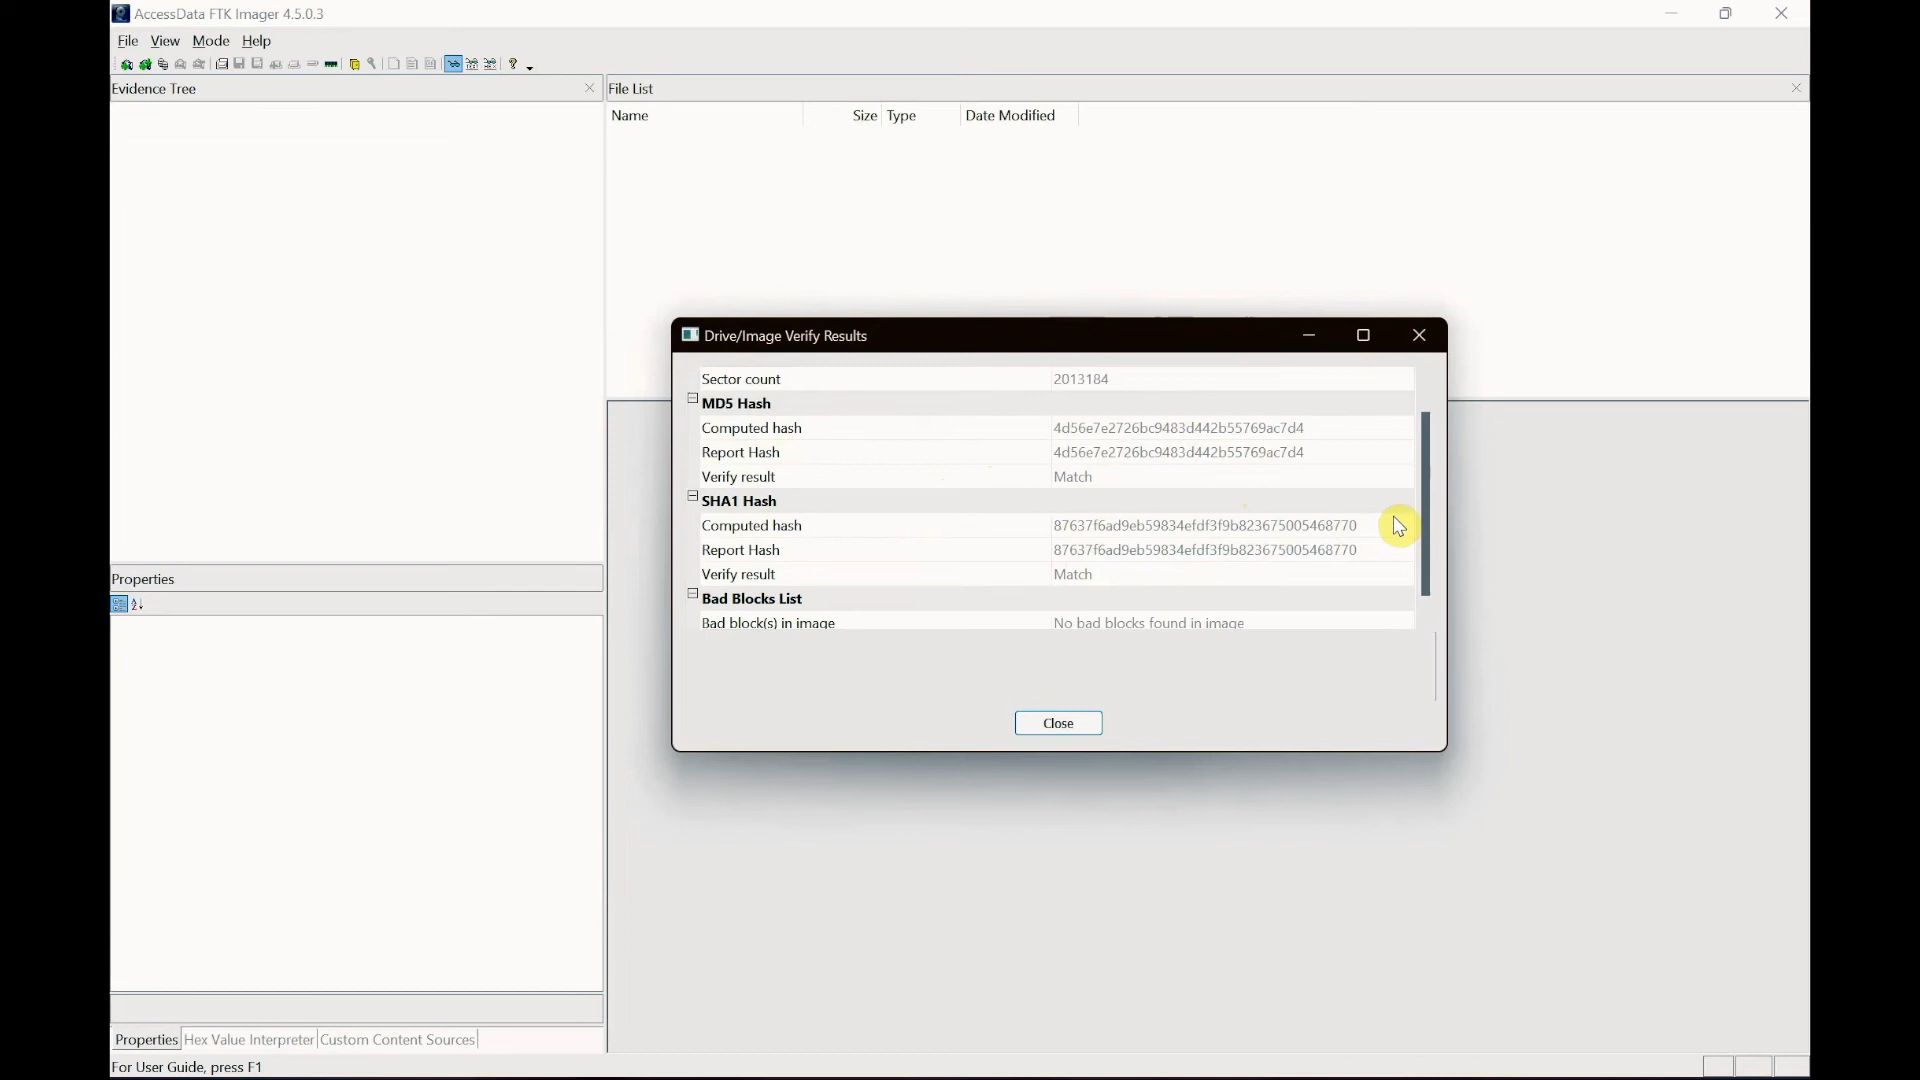 AccessData FTK Imager 4.5.0.3
File View Mode Help
Evidence Tree
File List
Name Size Type Date Modified
Drive/Image Verify Results
Sector count 2013184
MD5 Hash
Computed hash 4d56e7e2726bc9483d442b55769ac7d4
Report Hash 4d56e7e2726bc9483d442b55769ac7d4
Verify result Match
SHA1 Hash
Computed hash 87637f6ad9eb59834efdf3f9b823675005468770
Report Hash 87637f6ad9eb59834efdf3f9b823675005468770
Verify result Match
Bad Blocks List
Bad block(s) in image No bad blocks found in image
Close
Properties
Properties Hex Value Interpreter Custom Content Sources
For User Guide, press F1